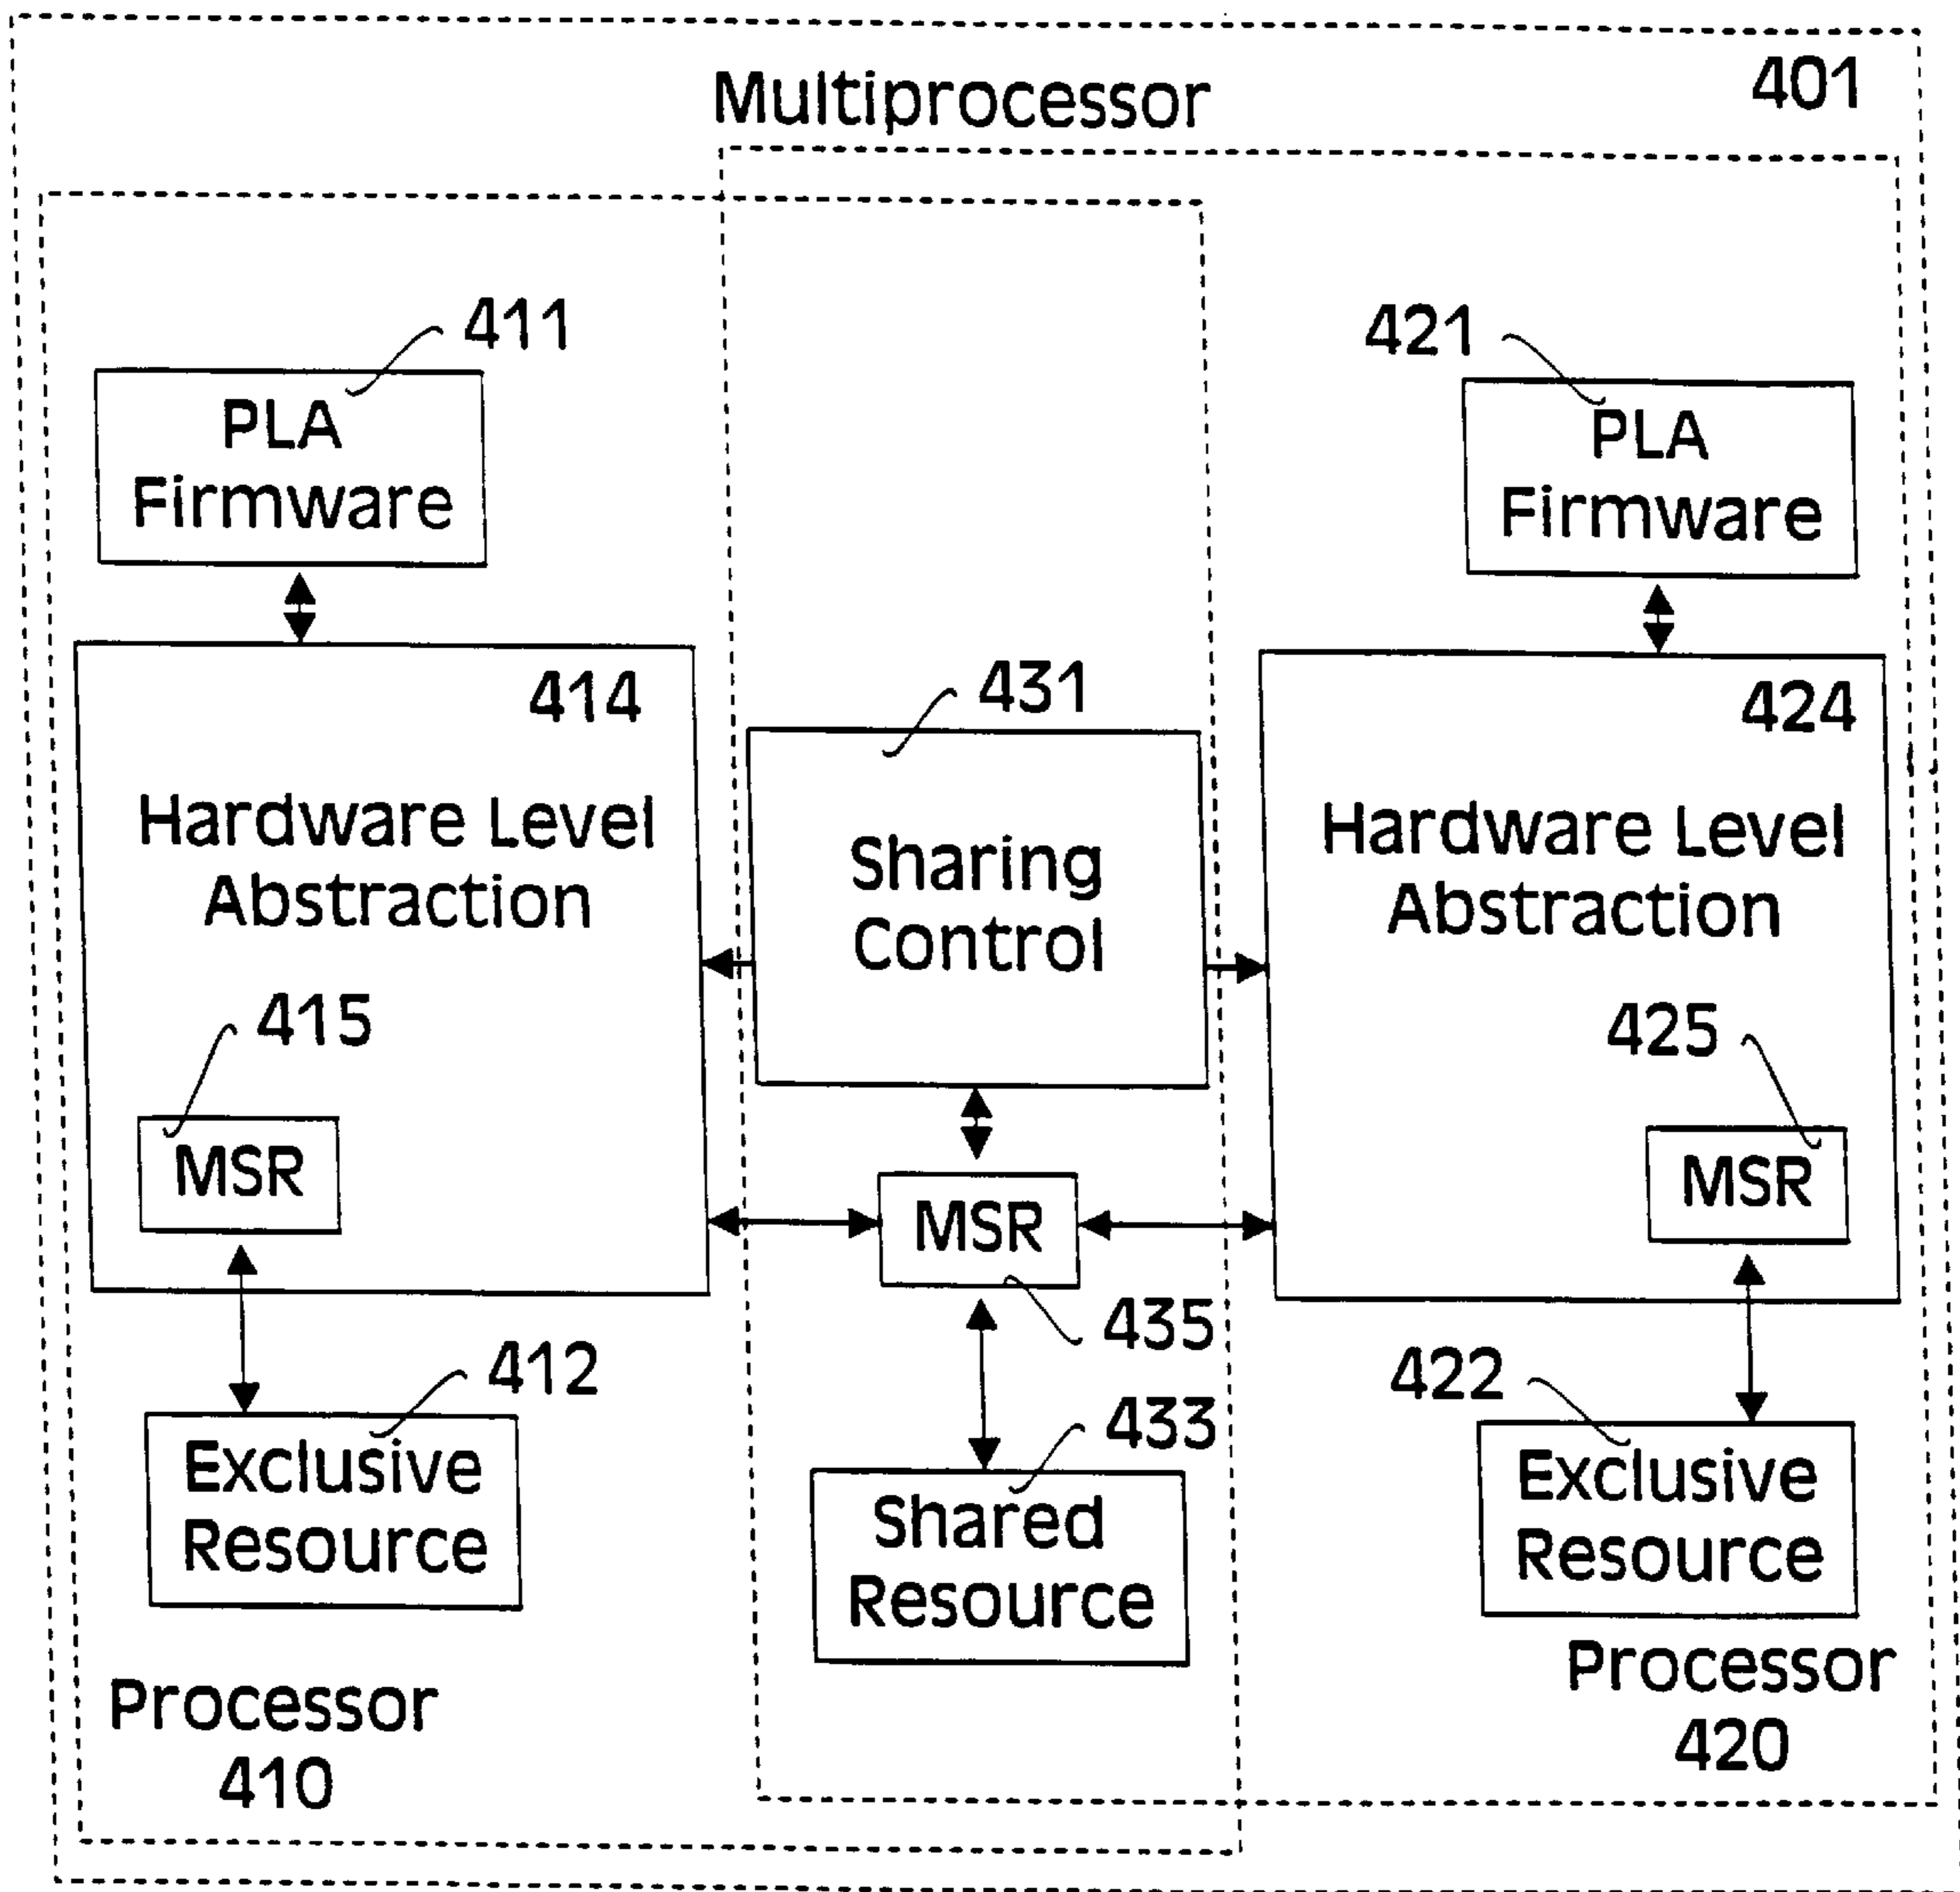 Multiprocessor
401
411
PLA
Firmware
421
PLA
Firmware
414
Hardware Level
Abstraction
431
Sharing
Control
424
Hardware Level
Abstraction
415
MSR
425
MSR
MSR
435
412
Exclusive
Resource
433
Shared
Resource
422
Exclusive
Resource
Processor
410
Processor
420